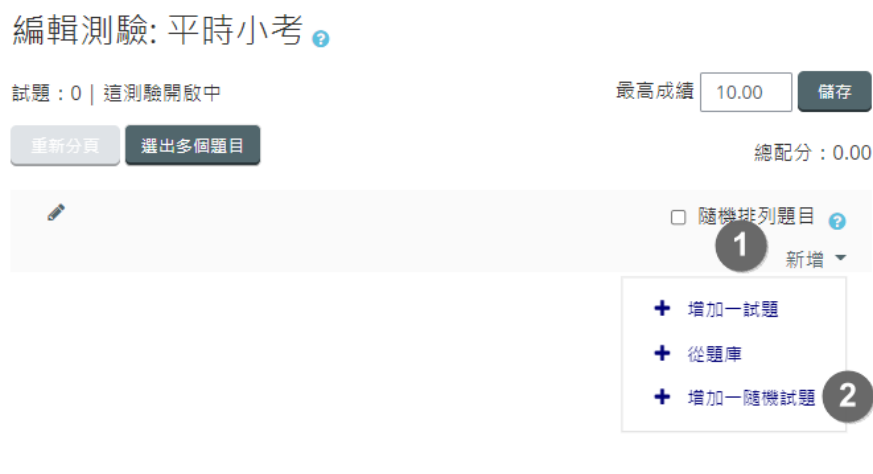 編輯測驗: 平時小考 ?
試題：0 | 這測驗開啟中
最高成績 10.00 儲存
重新分頁 選出多個題目
總配分：0.00
隨機排列題目 ?
1
新增
增加一試題
從題庫
增加一隨機試題 2